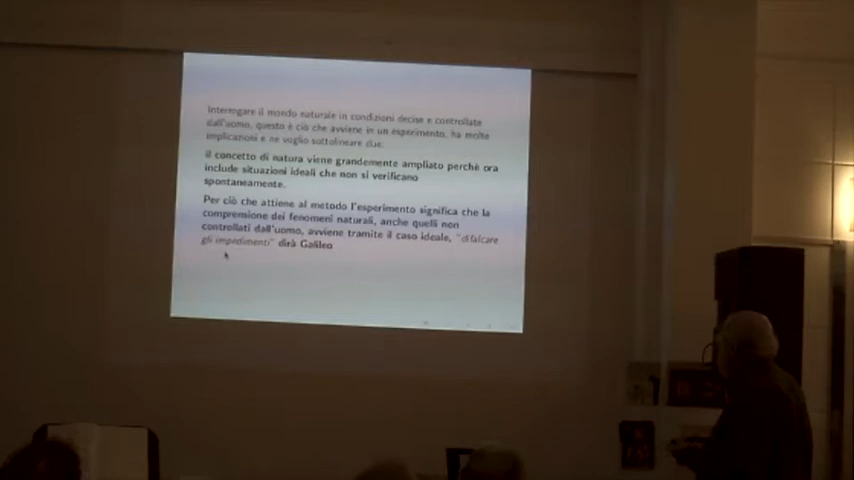 Interrogare il mondo naturale in condizioni decise e controllate
dall'uomo, questo è ciò che avviene in un esperimento, ha molte
implicazioni e ne voglio sottolineare due.
il concetto di natura viene grandemente ampliato perchè ora
include situazioni ideali che non si verificano
spontaneamente.
Per ciò che attiene al metodo l'esperimento significa che la
comprensione dei fenomeni naturali, anche quelli non
controllati dall'uomo, avviene tramite il caso ideale, "difalcare
gli impedimenti" dirà Galileo